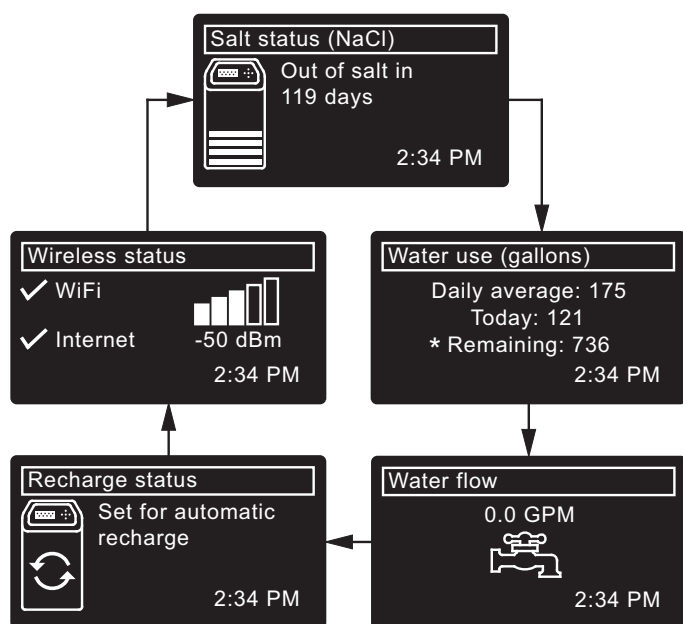 Salt status (NaCl)
Out of salt in
119 days
2:34 PM
Wireless status
WiFi
Internet
-50 dBm
2:34 PM
Water use (gallons)
Daily average: 175
Today: 121
* Remaining: 736
2:34 PM
Recharge status
Set for automatic
recharge
2:34 PM
Water flow
0.0 GPM
2:34 PM